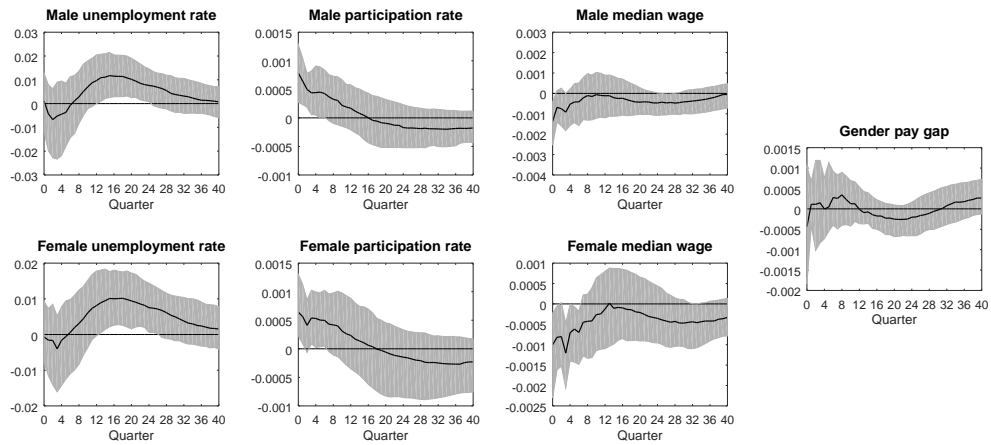 Male unemployment rate
0.03
0.02
0.01
0
-0.01
-0.02
-0.03
0 4 8 12 16 20 24 28 32 36 40
Quarter
Male participation rate
0.0015
0.001
0.0005
0
-0.0005
-0.001
0 4 8 12 16 20 24 28 32 36 40
Quarter
Male median wage
0.003
0.002
0.001
0
-0.001
-0.002
-0.003
-0.004
0 4 8 12 16 20 24 28 32 36 40
Quarter
Gender pay gap
0.0015
0.001
0.0005
0
-0.0005
-0.001
-0.0015
-0.002
0 4 8 12 16 20 24 28 32 36 40
Quarter
Female unemployment rate
0.02
0.01
0
-0.01
-0.02
0 4 8 12 16 20 24 28 32 36 40
Quarter
Female participation rate
0.0015
0.001
0.0005
0
-0.0005
-0.001
0 4 8 12 16 20 24 28 32 36 40
Quarter
Female median wage
0.001
0.0005
0
-0.0005
-0.001
-0.0015
-0.002
-0.0025
0 4 8 12 16 20 24 28 32 36 40
Quarter